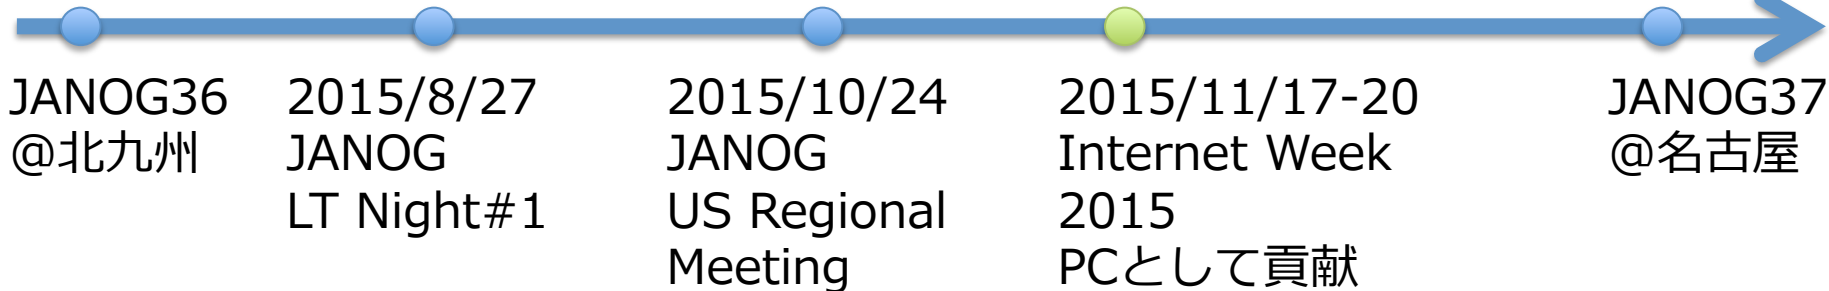 JANOG36
@北九州
2015/8/27
JANOG
LT Night#1
2015/10/24
JANOG
US Regional
Meeting
2015/11/17-20
Internet Week
2015
PCとして貢献
JANOG37
@名古屋